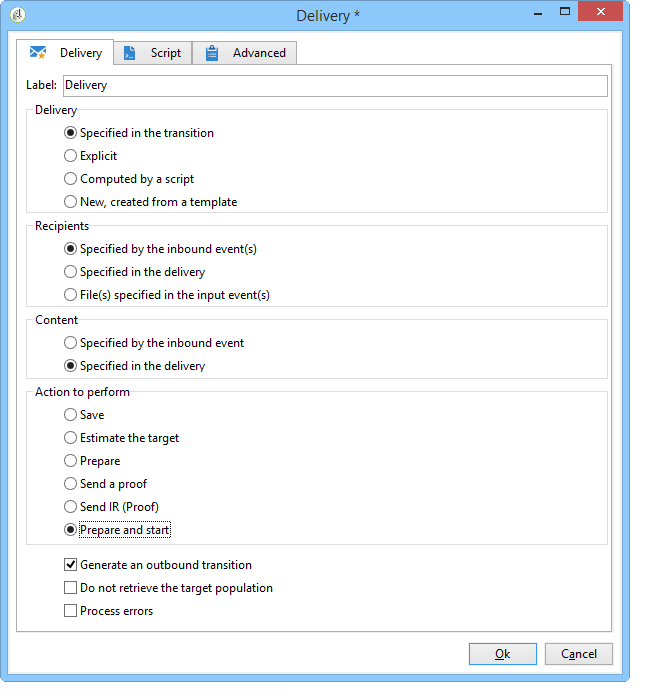 Delivery *
Delivery Script Advanced
Label: Delivery
Delivery
Specified in the transition
Explicit
Computed by a script
New, created from a template
Recipients
Specified by the inbound event(s)
Specified in the delivery
File(s) specified in the input event(s)
Content
Specified by the inbound event
Specified in the delivery
Action to perform
Save
Estimate the target
Prepare
Send a proof
Send IR (Proof)
Prepare and start
Generate an outbound transition
Do not retrieve the target population
Process errors
Ok Cancel